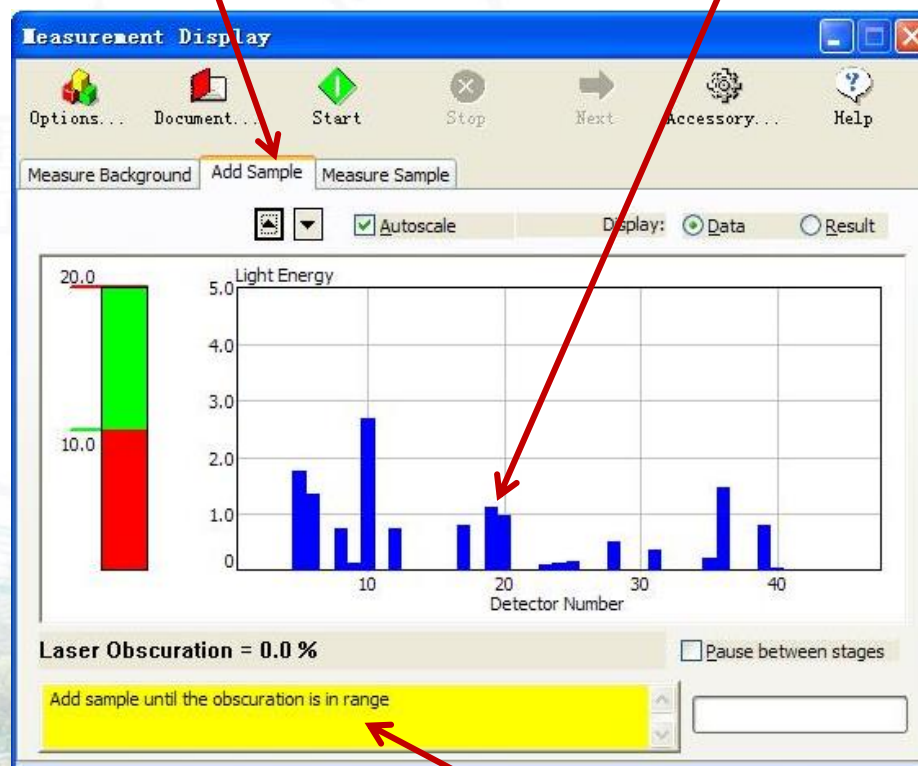 Measurement Display
Options... Document... Start Stop Next Accessory... Help
Measure Background Add Sample Measure Sample
Autoscale Display: Data Result
20.0
10.0
Light Energy
5.0
4.0
3.0
2.0
1.0
0
10 20 30 40
Detector Number
Laser Obscuration = 0.0 % Pause between stages
Add sample until the obscuration is in range